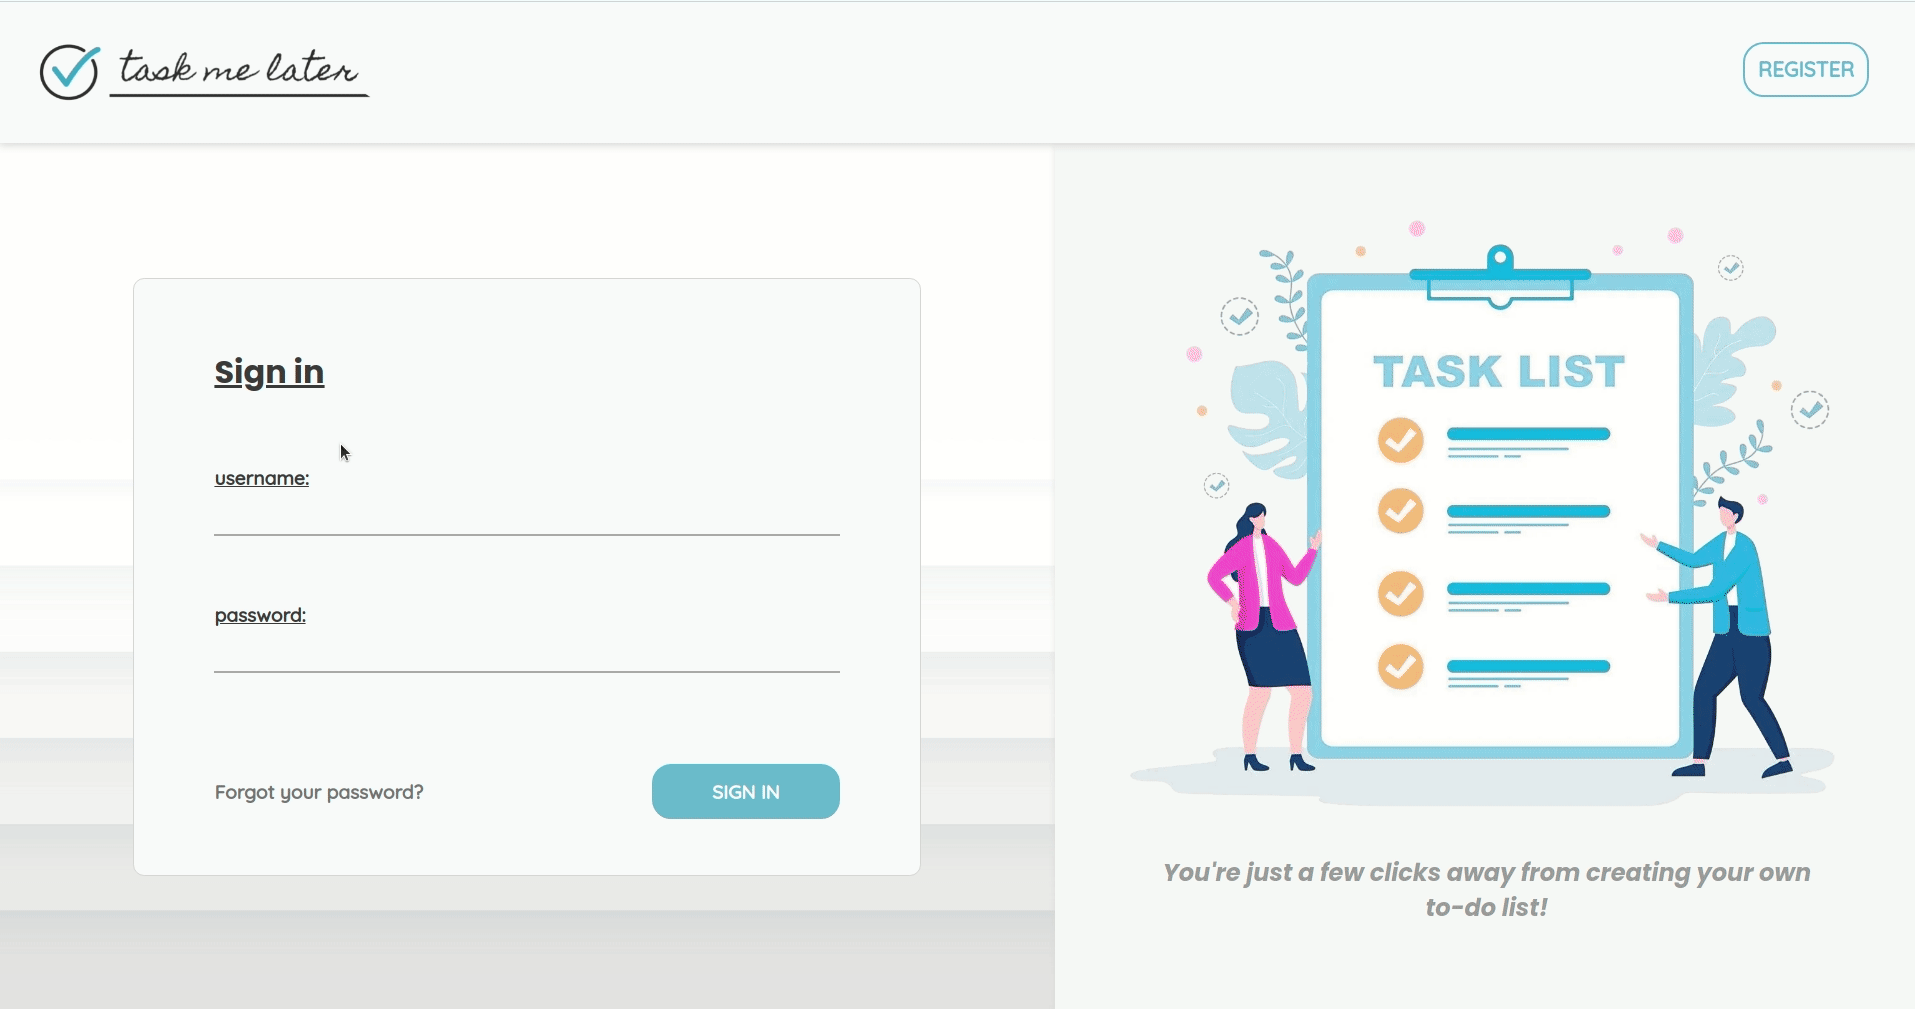 task me later
REGISTER
Sign in
username:
password:
Forgot your password?
SIGN IN
TASK LIST
You're just a few clicks away from creating your own
to-do list!